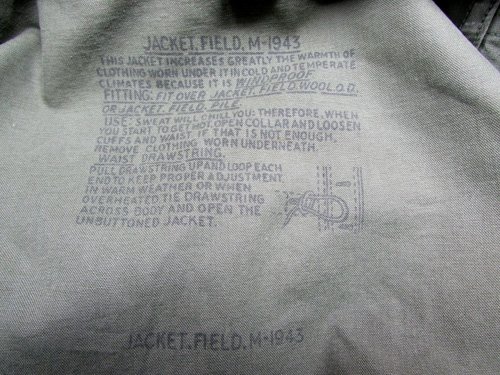 JACKET, FIELD, M-1943
THIS JACKET INCREASES GREATLY THE WARMTH OF
CLOTHING WORN UNDER IT IN COLD AND TEMPERATE
CLIMATES BECAUSE IT IS WINDPROOF
FITTING: FIT OVER JACKET, FIELD, WOOL, O.D.
OR JACKET, FIELD, PILE.
USE: SWEAT WILL CHILL YOU: THEREFORE, WHEN
YOU START TO GET HOT, OPEN COLLAR AND LOOSEN
CUFFS AND WAIST. IF THAT IS NOT ENOUGH,
REMOVE CLOTHING WORN UNDERNEATH.
WAIST DRAWSTRING.
PULL DRAWSTRING UP AND LOOP EACH
END TO KEEP PROPER ADJUSTMENT
IN WARM WEATHER OR WHEN
OVERHEATED TIE DRAWSTRING
ACROSS BODY AND OPEN THE
UNBUTTONED JACKET.
JACKET, FIELD, M-1943